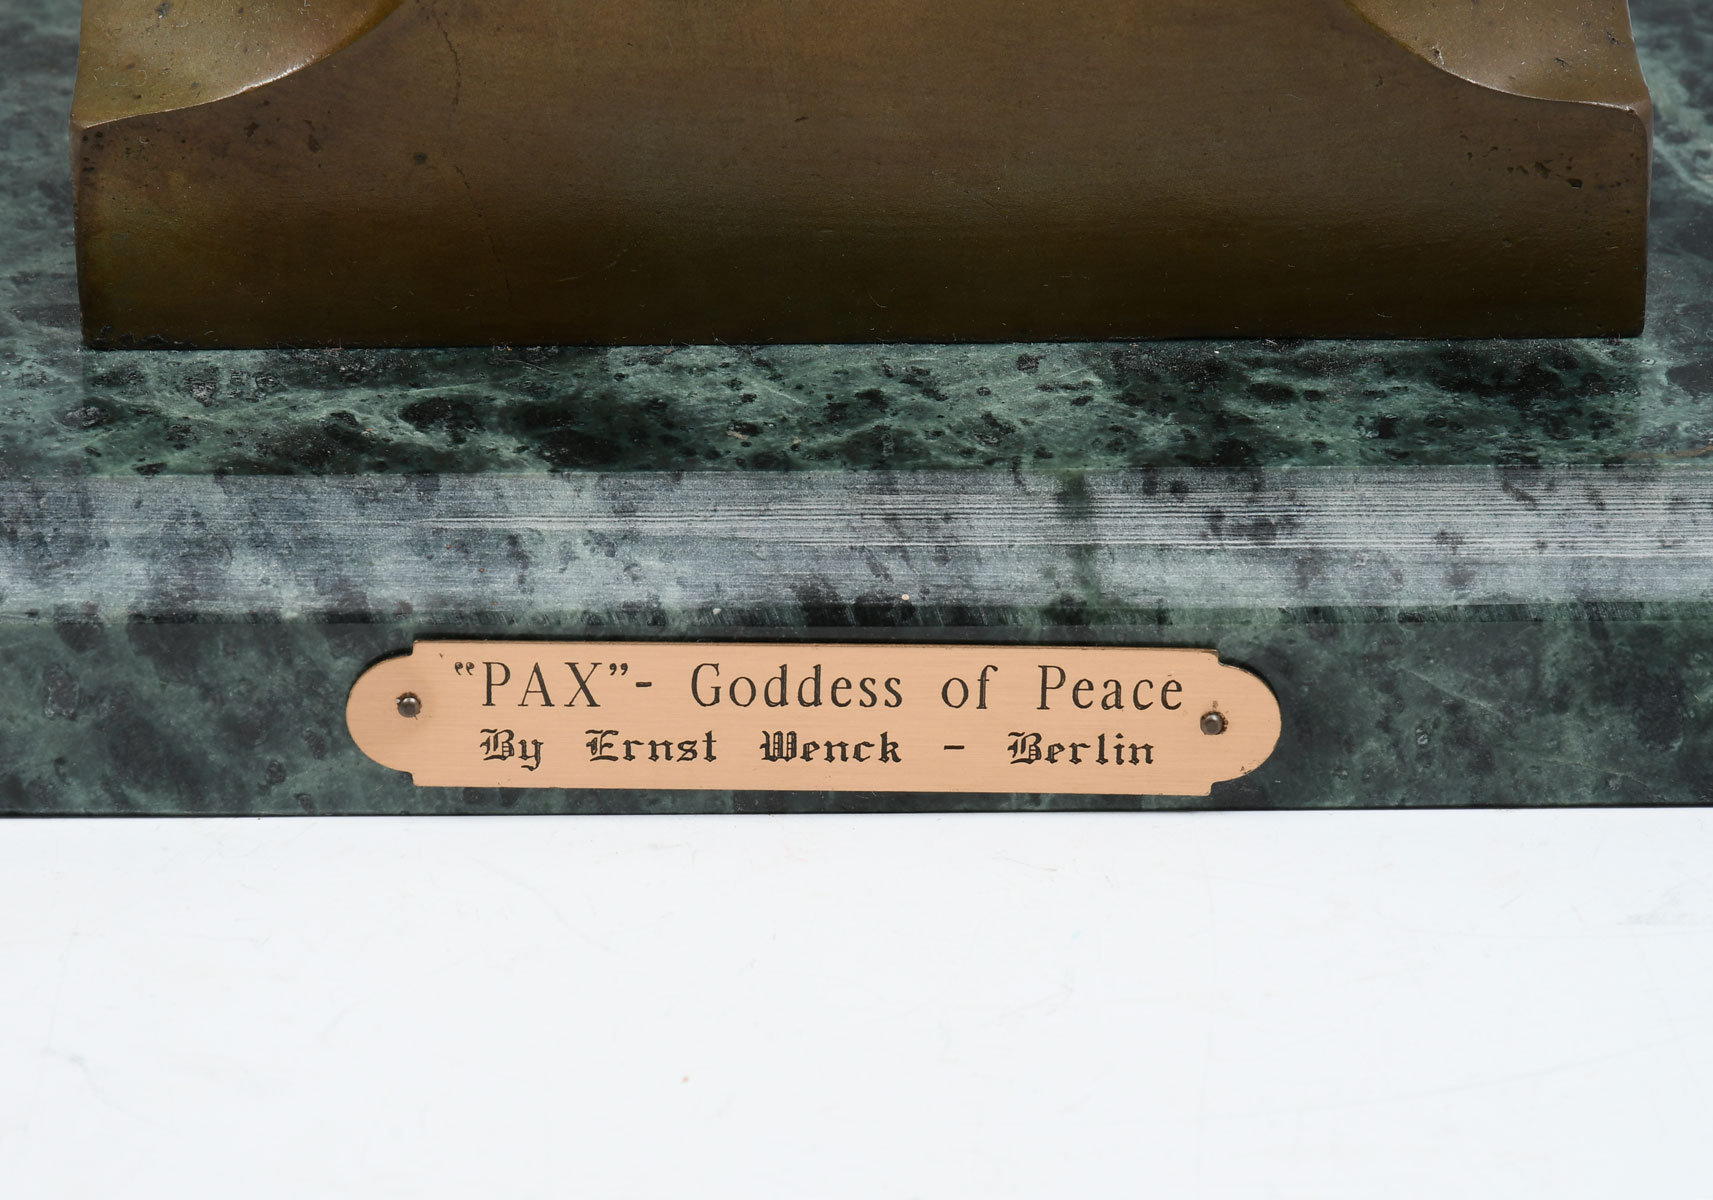 “PAX”- Goddess of Peace
By Ernst Wenck - Berlin